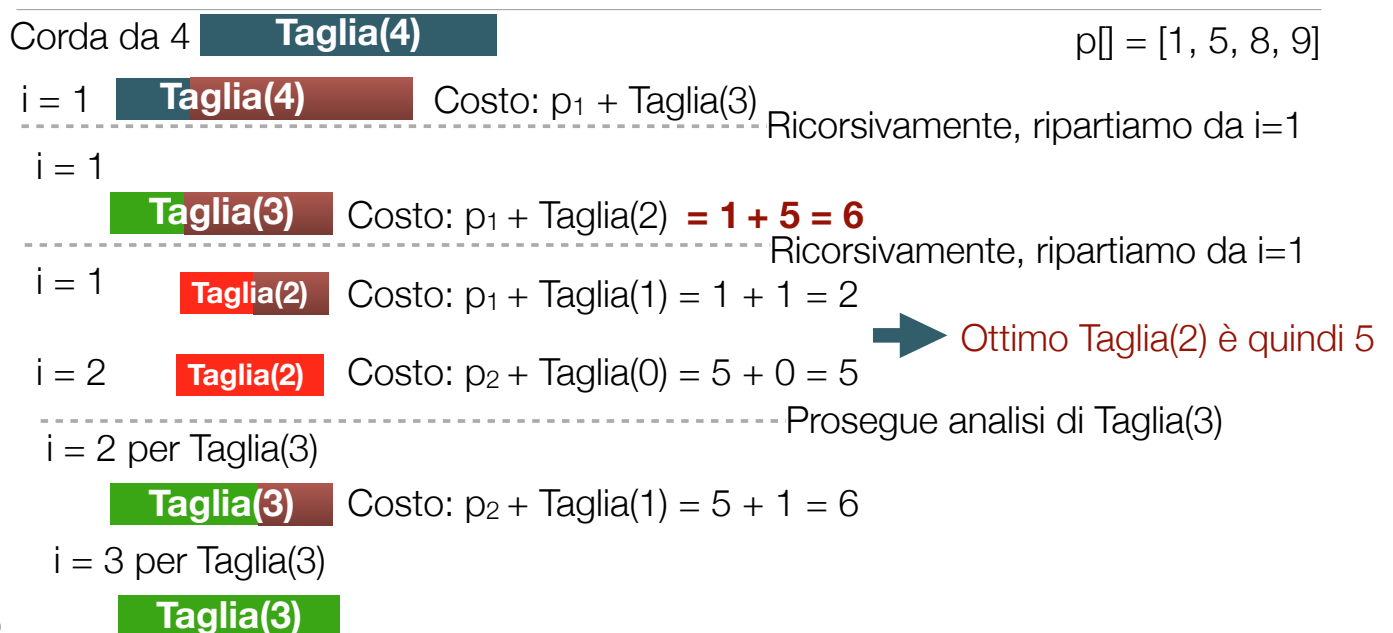 Corda da 4 Taglia(4) p[] = [1, 5, 8, 9]
i = 1 Taglia(4) Costo: p₁ + Taglia(3)
Ricorsivamente, ripartiamo da i=1
i = 1
Taglia(3) Costo: p₁ + Taglia(2) = 1 + 5 = 6
Ricorsivamente, ripartiamo da i=1
i = 1 Taglia(2) Costo: p₁ + Taglia(1) = 1 + 1 = 2
Ottimo Taglia(2) è quindi 5
i = 2 Taglia(2) Costo: p₂ + Taglia(0) = 5 + 0 = 5
Prosegue analisi di Taglia(3)
i = 2 per Taglia(3)
Taglia(3) Costo: p₂ + Taglia(1) = 5 + 1 = 6
i = 3 per Taglia(3)
Taglia(3)